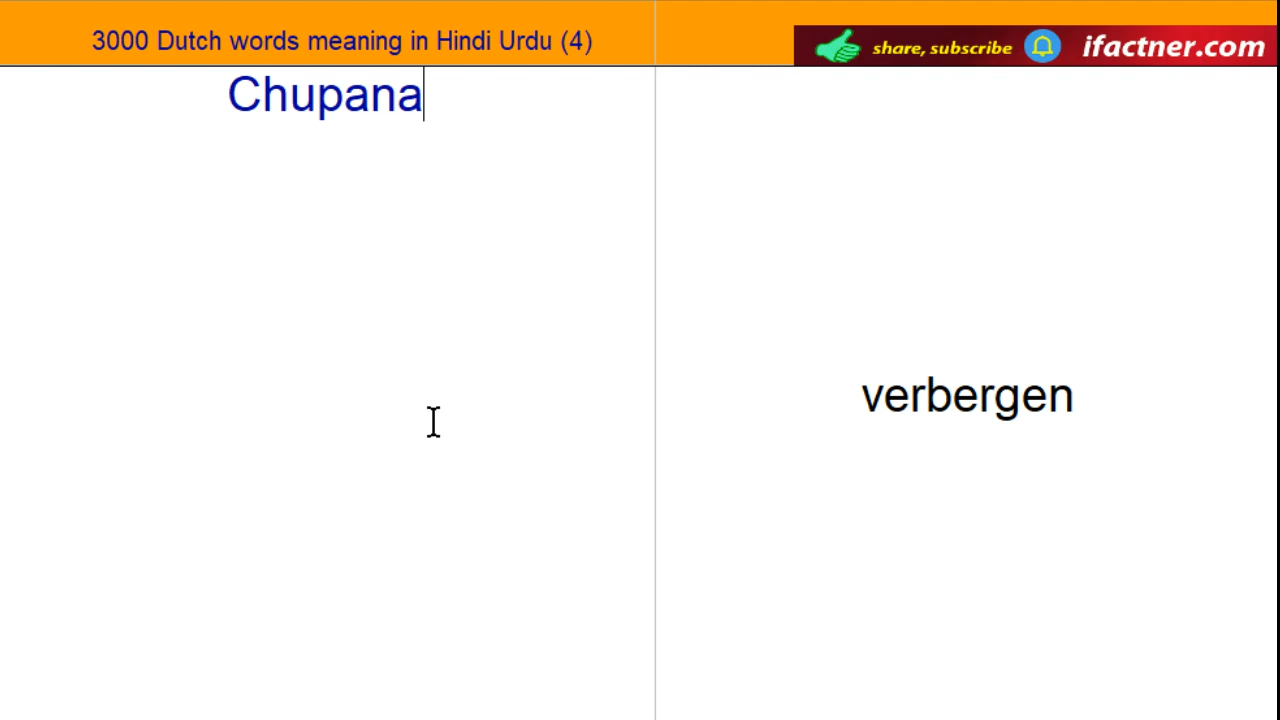 3000 Dutch words meaning in Hindi Urdu (4)
share, subscribe
ifactner.com
Chupana
verbergen